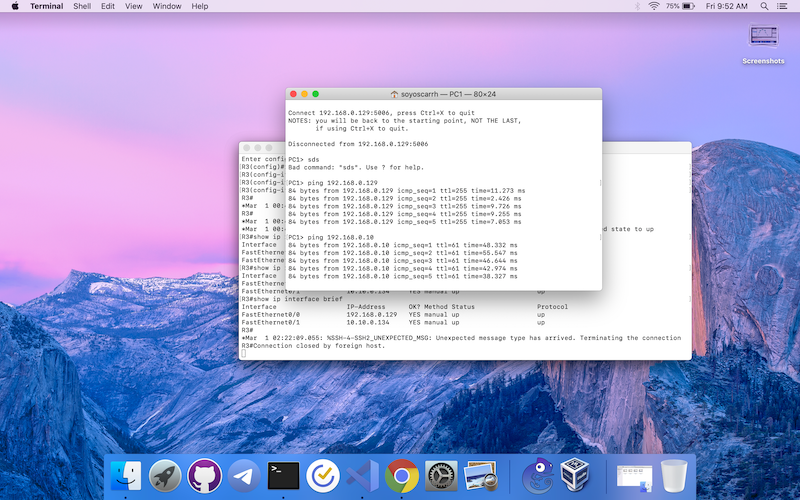 Terminal Shell Edit View Window Help 75% Fri 9:52 AM
Screenshots
soyoscarrh — PC1 — 80×24
Connect 192.168.0.129:5006, press Ctrl+X to quit
NOTES: you will be back to the starting point, NOT THE LAST,
if using Ctrl+X to quit.
Disconnected from 192.168.0.129:5006
PC1> sds
Bad command: "sds". Use ? for help.
PC1> ping 192.168.0.129
84 bytes from 192.168.0.129 icmp_seq=1 ttl=255 time=11.273 ms
84 bytes from 192.168.0.129 icmp_seq=2 ttl=255 time=2.426 ms
84 bytes from 192.168.0.129 icmp_seq=3 ttl=255 time=9.726 ms
84 bytes from 192.168.0.129 icmp_seq=4 ttl=255 time=9.255 ms
84 bytes from 192.168.0.129 icmp_seq=5 ttl=255 time=7.053 ms
PC1> ping 192.168.0.10
84 bytes from 192.168.0.10 icmp_seq=1 ttl=61 time=48.332 ms
84 bytes from 192.168.0.10 icmp_seq=2 ttl=61 time=55.547 ms
84 bytes from 192.168.0.10 icmp_seq=3 ttl=61 time=46.644 ms
84 bytes from 192.168.0.10 icmp_seq=4 ttl=61 time=42.974 ms
84 bytes from 192.168.0.10 icmp_seq=5 ttl=61 time=38.327 ms
Enter confi
R3(config)#
R3(config-i
R3(config-i
R3(config-i
R3#
*Mar 1 00:
R3#
*Mar 1 00:
*Mar 1 00: d state to up
R3#show ip
Interface
FastEtherne
FastEtherne
R3#show ip
Interface
FastEtherne
FastEthernet0/1 10.10.0.134 YES manual up up
R3#show ip interface brief
Interface IP-Address OK? Method Status Protocol
FastEthernet0/0 192.168.0.129 YES manual up up
FastEthernet0/1 10.10.0.134 YES manual up up
R3#
*Mar 1 02:22:09.055: %SSH-4-SSH2_UNEXPECTED_MSG: Unexpected message type has arrived. Terminating the connection
R3#Connection closed by foreign host.